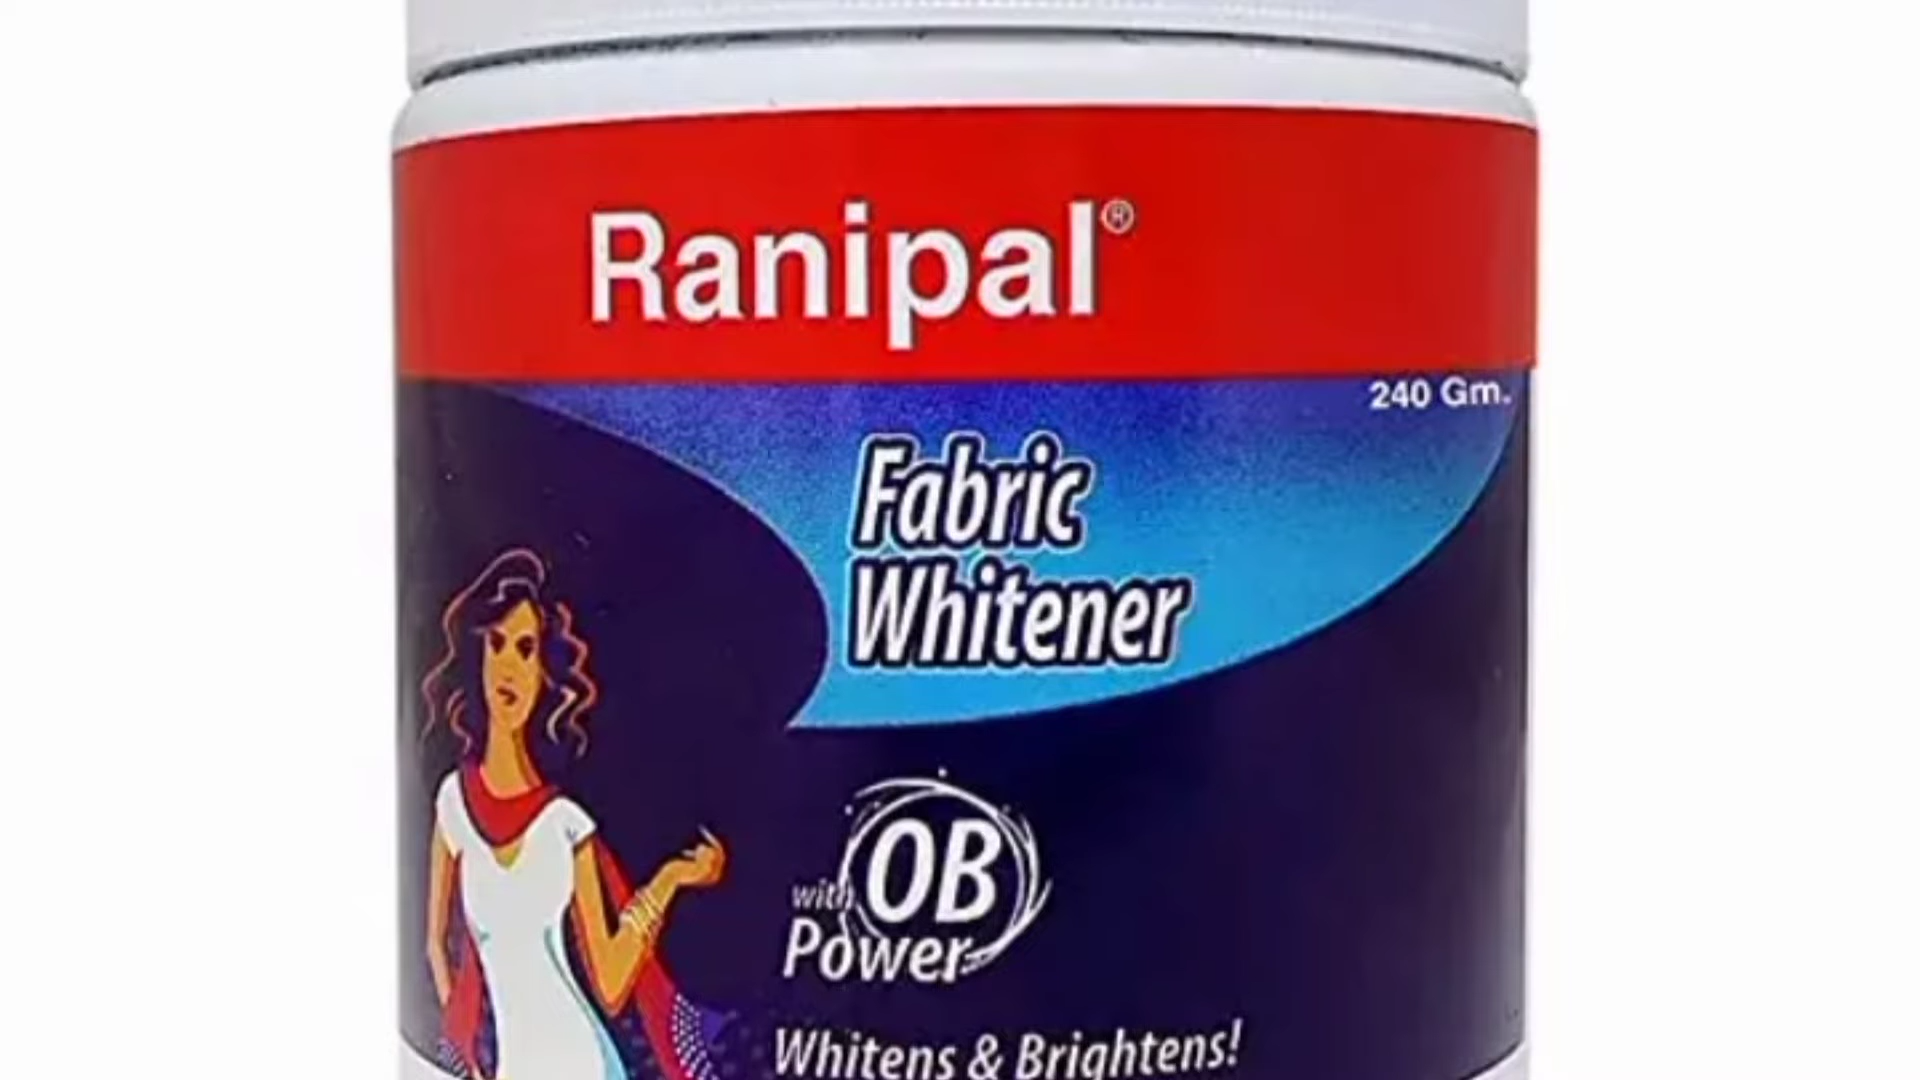 Ranipal®
240 Gm.
Fabric
Whitener
with OB
Power
Whitens & Brightens!